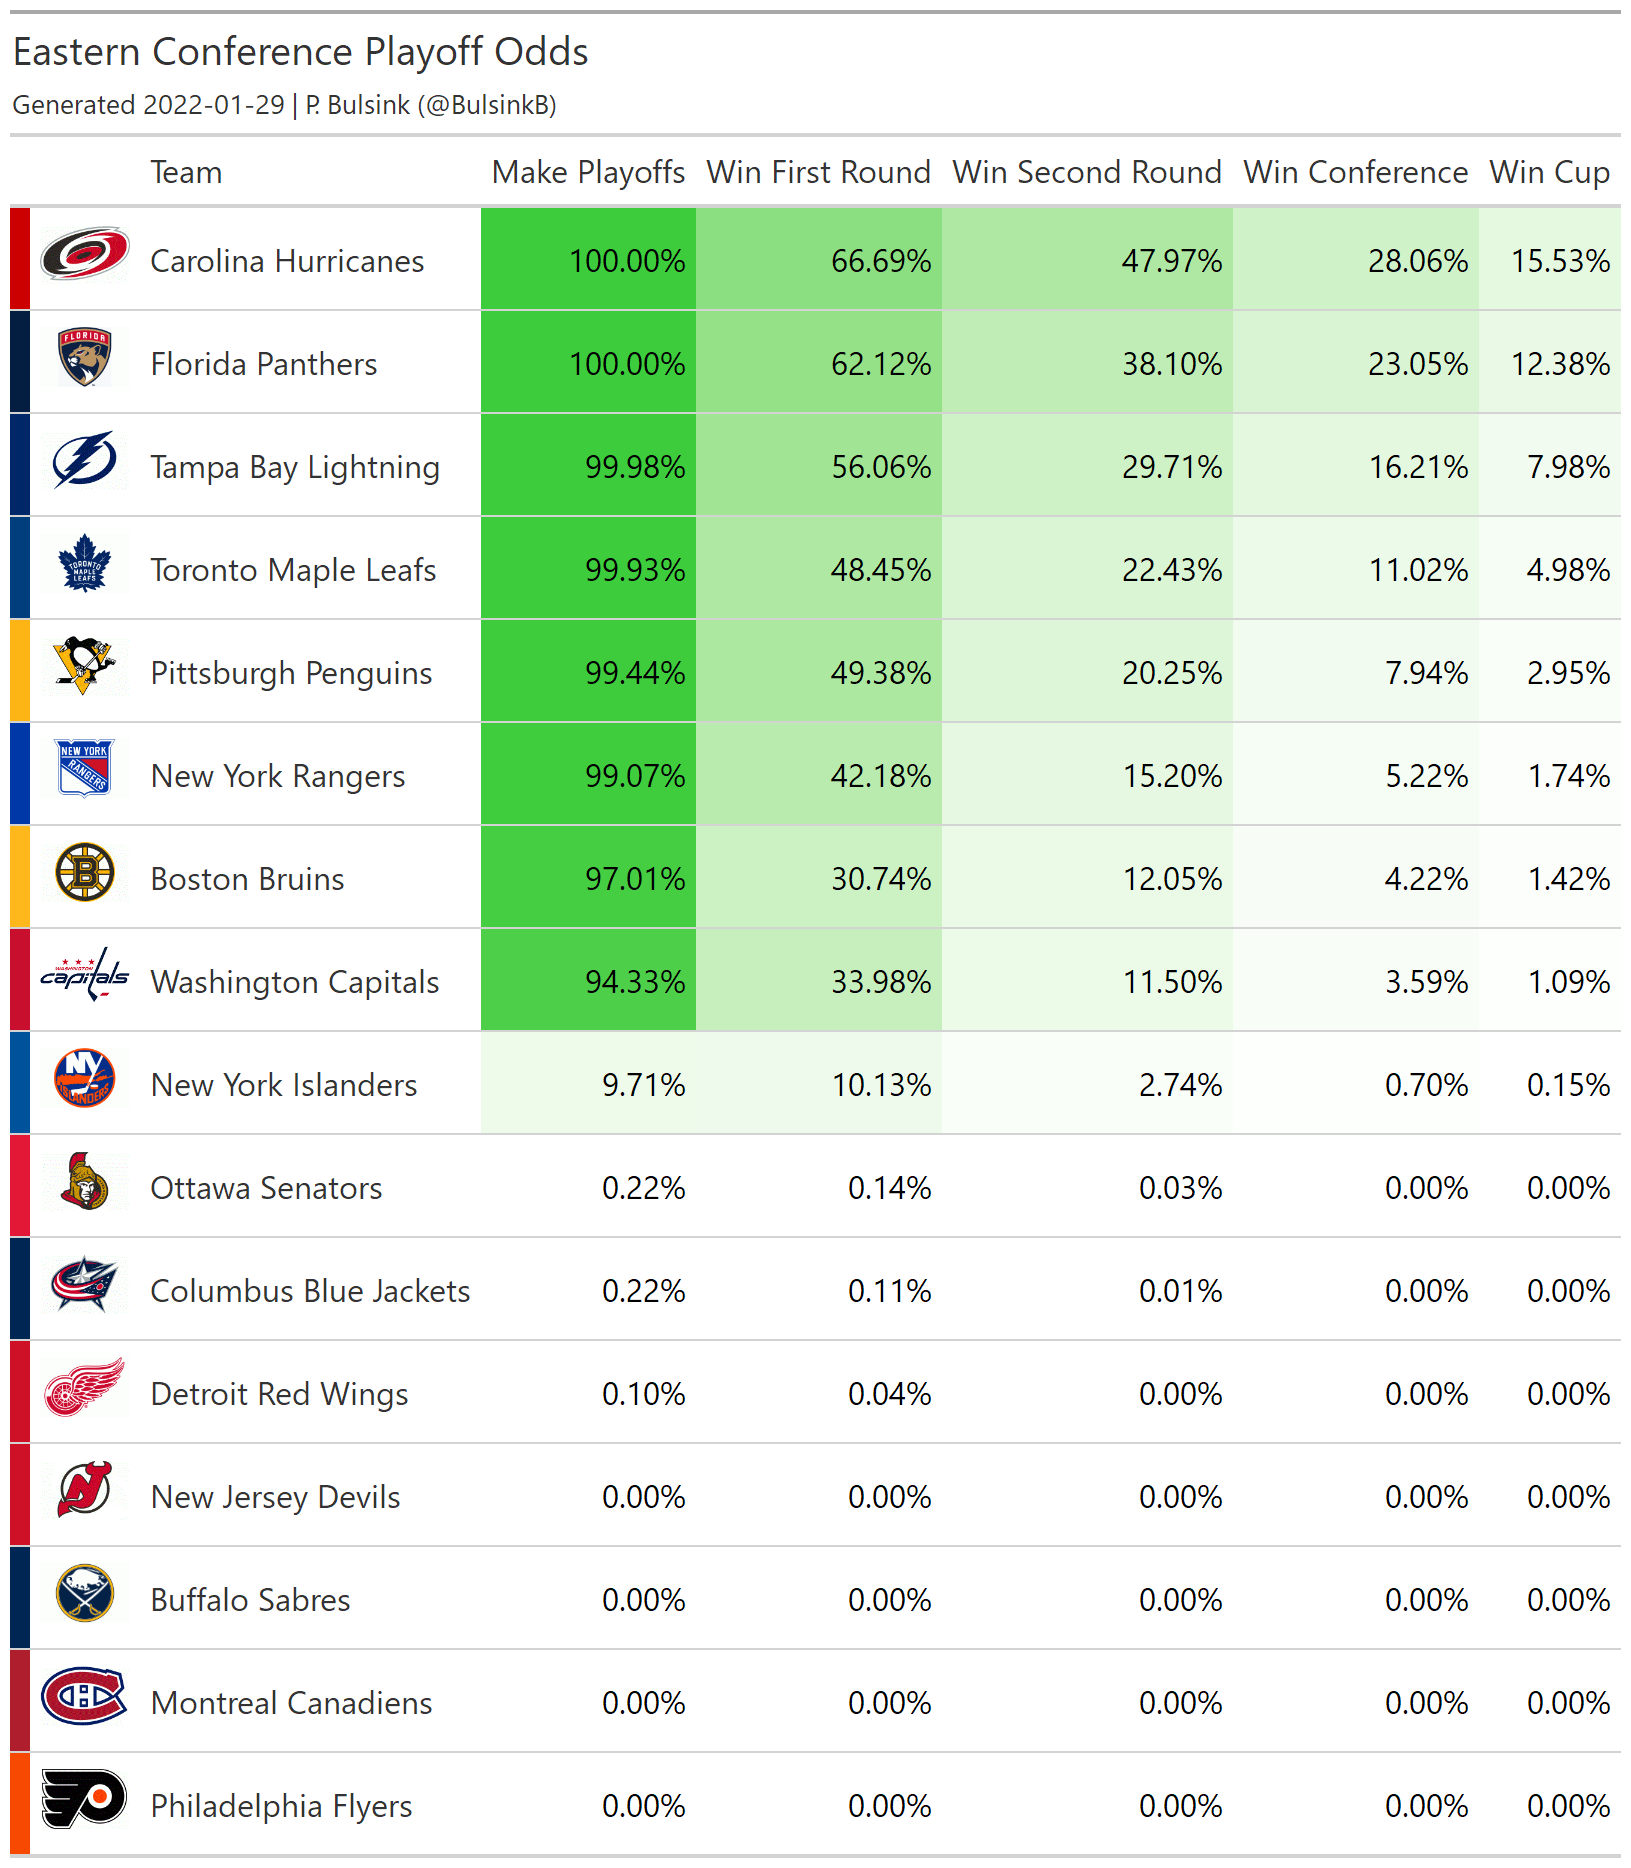 Eastern Conference Playoff Odds
Generated 2022-01-29 | P. Bulsink (@BulsinkB)
Team Make Playoffs Win First Round Win Second Round Win Conference Win Cup
Carolina Hurricanes 100.00% 66.69% 47.97% 28.06% 15.53%
FLORIDA
Florida Panthers 100.00% 62.12% 38.10% 23.05% 12.38%
Tampa Bay Lightning 99.98% 56.06% 29.71% 16.21% 7.98%
TORONTO MAPLE LEAFS
Toronto Maple Leafs 99.93% 48.45% 22.43% 11.02% 4.98%
Pittsburgh Penguins 99.44% 49.38% 20.25% 7.94% 2.95%
NEW YORK
RANGERS
New York Rangers 99.07% 42.18% 15.20% 5.22% 1.74%
B
Boston Bruins 97.01% 30.74% 12.05% 4.22% 1.42%
WASHINGTON
capitals
Washington Capitals 94.33% 33.98% 11.50% 3.59% 1.09%
NY
ISLANDERS
New York Islanders 9.71% 10.13% 2.74% 0.70% 0.15%
Ottawa Senators 0.22% 0.14% 0.03% 0.00% 0.00%
Columbus Blue Jackets 0.22% 0.11% 0.01% 0.00% 0.00%
Detroit Red Wings 0.10% 0.04% 0.00% 0.00% 0.00%
New Jersey Devils 0.00% 0.00% 0.00% 0.00% 0.00%
Buffalo Sabres 0.00% 0.00% 0.00% 0.00% 0.00%
Montreal Canadiens 0.00% 0.00% 0.00% 0.00% 0.00%
Philadelphia Flyers 0.00% 0.00% 0.00% 0.00% 0.00%